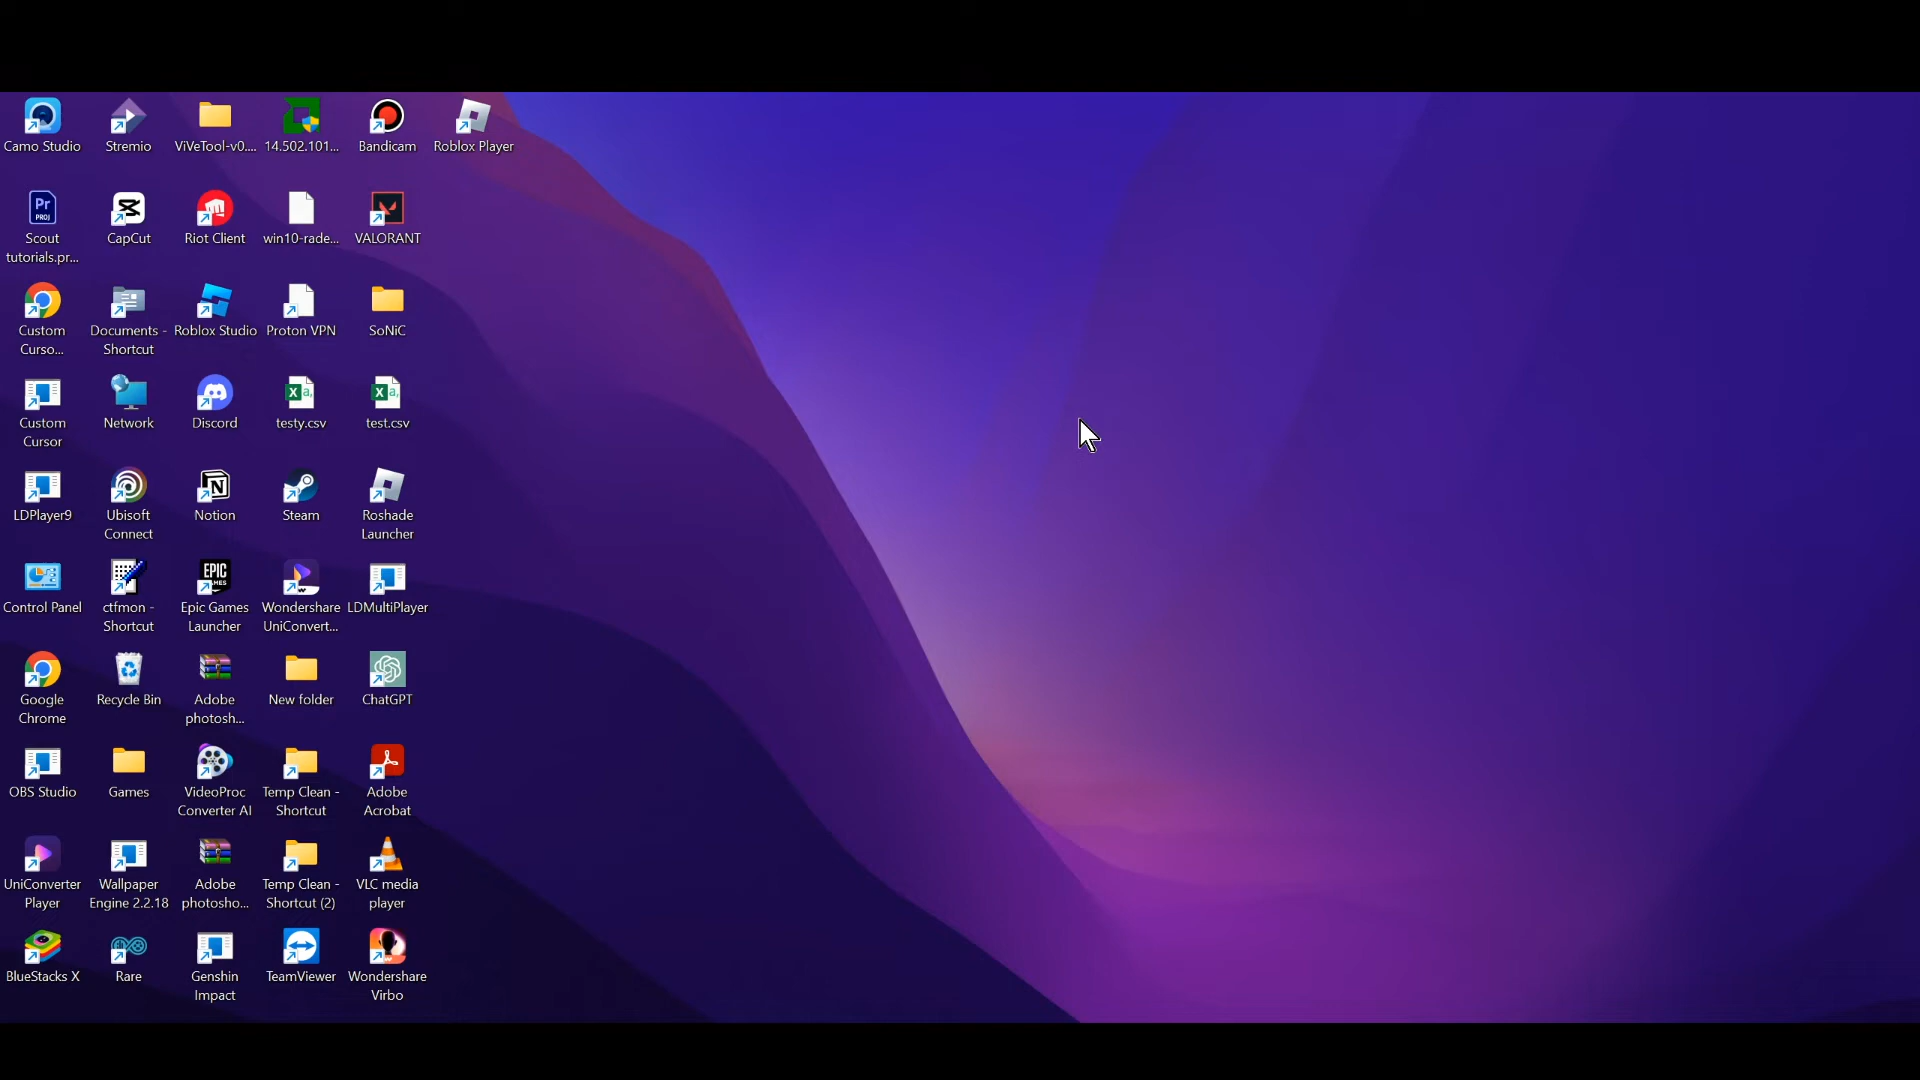 Camo Studio
Stremio
ViVeTool-v0....
14.502.101...
Bandicam
Roblox Player
Pr
PROJ
Scout
tutorials.pr...
CapCut
Riot Client
win10-rade...
VALORANT
Custom
Curso...
Documents -
Shortcut
Roblox Studio
Proton VPN
SoNiC
Custom
Cursor
Network
Discord
X a,
testy.csv
X a,
test.csv
LDPlayer9
Ubisoft
Connect
N
Notion
Steam
Roshade
Launcher
Control Panel
ctfmon -
Shortcut
EPIC
GAMES
Epic Games
Launcher
Wondershare
UniConvert...
LDMultiPlayer
Google
Chrome
Recycle Bin
Adobe
photosh...
New folder
ChatGPT
OBS Studio
Games
VideoProc
Converter AI
Temp Clean -
Shortcut
Adobe
Acrobat
UniConverter
Player
Wallpaper
Engine 2.2.18
Adobe
photosho...
Temp Clean -
Shortcut (2)
VLC media
player
BlueStacks X
Rare
Genshin
Impact
TeamViewer
Wondershare
Virbo